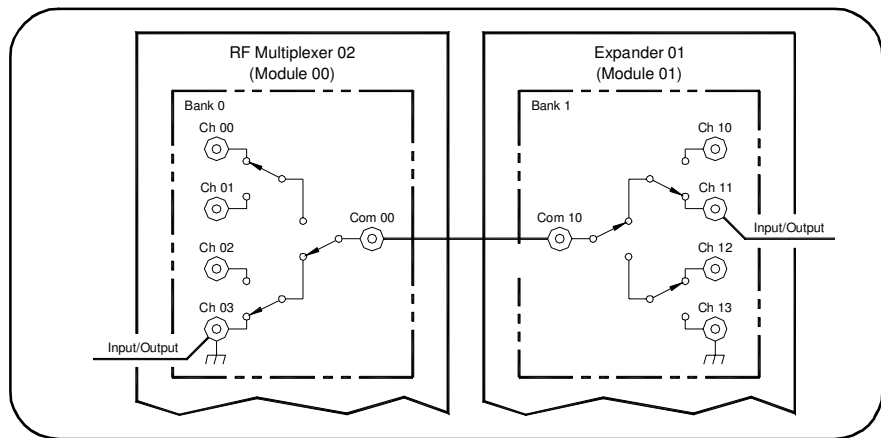 RF Multiplexer 02
(Module 00)
Bank 0
Ch 00
Ch 01
Ch 02
Ch 03
Com 00
Input/Output
Expander 01
(Module 01)
Bank 1
Com 10
Ch 10
Ch 11
Ch 12
Ch 13
Input/Output